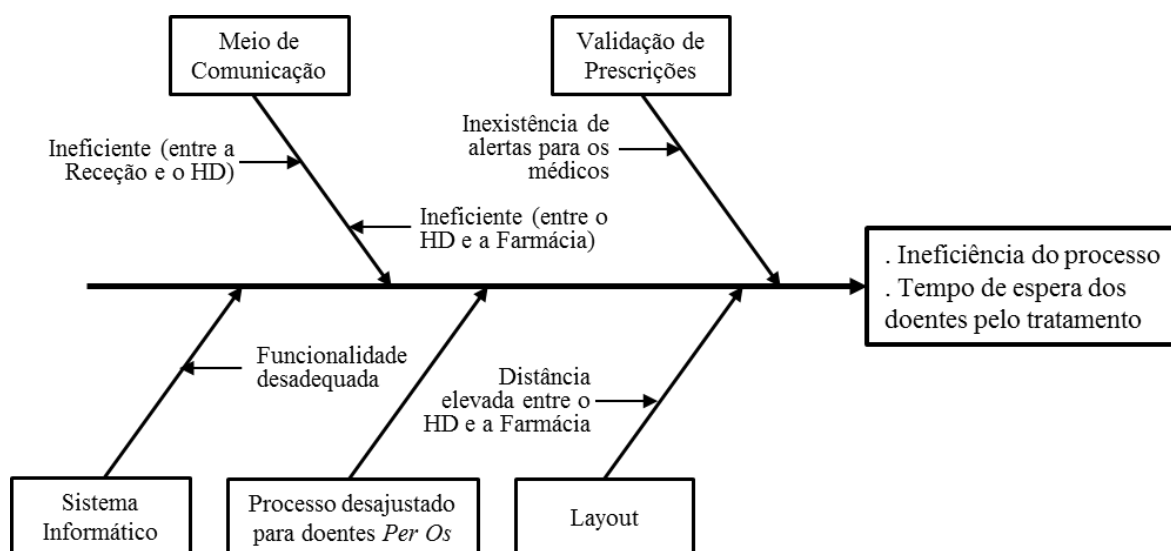 Meio de
Comunicação
Validação de
Prescrições
Ineficiente (entre a
Receção e o HD)
Inexistência de
alertas para os
médicos
Ineficiente (entre o
HD e a Farmácia)
. Ineficiência do processo
. Tempo de espera dos
doentes pelo tratamento
Funcionalidade
desadequada
Distância
elevada entre o
HD e a Farmácia
Sistema
Informático
Processo desajustado
para doentes Per Os
Layout